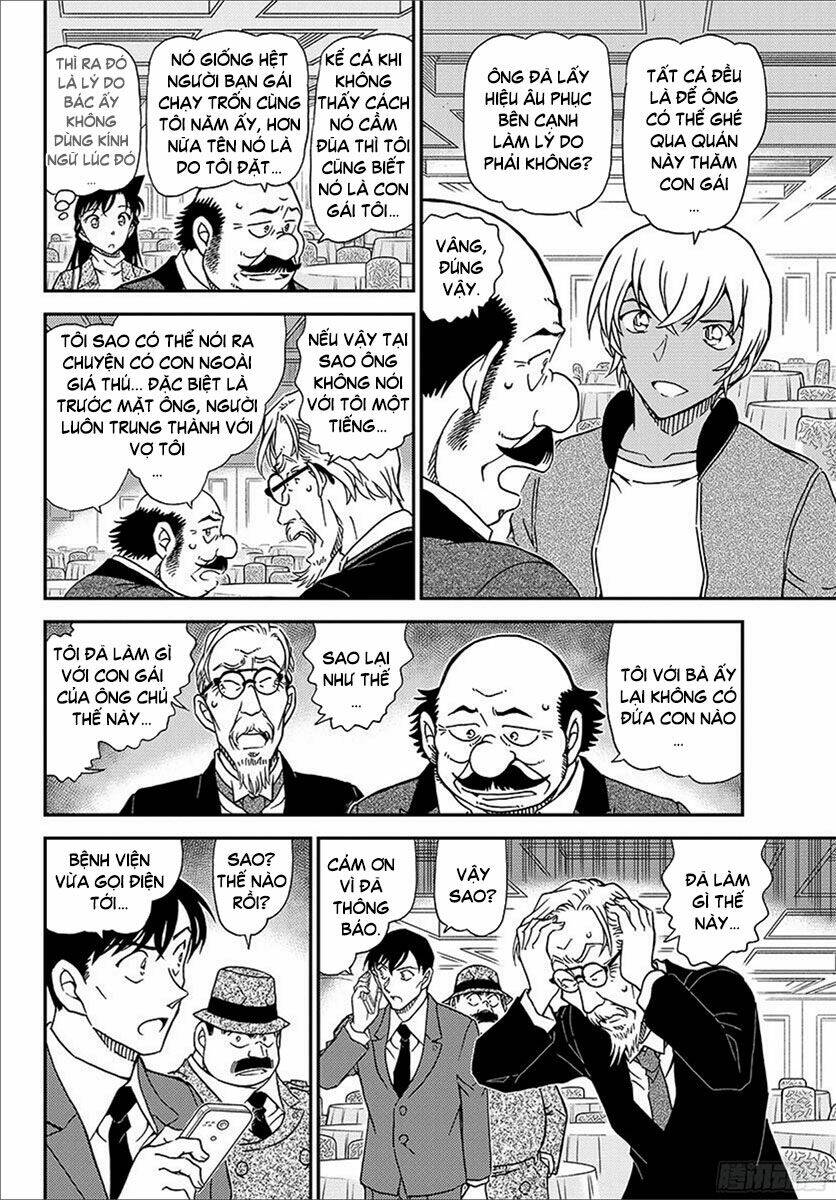 TẤT CẢ ĐỀU
LÀ ĐỂ ÔNG
CÓ THỂ GHÉ
QUA QUÁN
NÀY THĂM
CON GÁI
...
ÔNG ĐÃ LẤY
HIỆU ÂU PHỤC
BÊN CẠNH
LÀM LÝ DO
PHẢI KHÔNG?
VÂNG,
ĐÚNG
VẬY.
KỂ CẢ KHI
KHÔNG
THẤY CÁCH
NÓ CẦM
ĐŨA THÌ TÔI
CŨNG BIẾT
NÓ LÀ CON
GÁI TÔI...
NÓ GIỐNG HỆT
NGƯỜI BẠN GÁI
CHẠY TRỐN CÙNG
TÔI NĂM ẤY, HƠN
NỮA TÊN NÓ LÀ
DO TÔI ĐẶT...
THÌ RA ĐÓ
LÀ LÝ DO
BÁC ẤY
KHÔNG
DÙNG KÍNH
NGỮ LÚC ĐÓ
...
NẾU VẬY TẠI
SAO ÔNG
KHÔNG NÓI
VỚI TÔI MỘT
TIẾNG...
TÔI SAO CÓ THỂ NÓI RA
CHUYỆN CÓ CON NGOÀI
GIÁ THÚ... ĐẶC BIỆT LÀ
TRƯỚC MẶT ÔNG, NGƯỜI
LUÔN TRUNG THÀNH VỚI
VỢ TÔI
...
TÔI VỚI BÀ ẤY
LẠI KHÔNG CÓ
ĐỨA CON NÀO
...
SAO LẠI
NHƯ THẾ
...
TÔI ĐÃ LÀM GÌ
VỚI CON GÁI
CỦA ÔNG CHỦ
THẾ NÀY...
ĐÃ LÀM
GÌ THẾ
NÀY...
VẬY
SAO?
CÁM ƠN
VÌ ĐÃ
THÔNG
BÁO.
SAO?
THẾ NÀO
RỒI?
BỆNH VIỆN
VỪA GỌI ĐIỆN
TỚI...